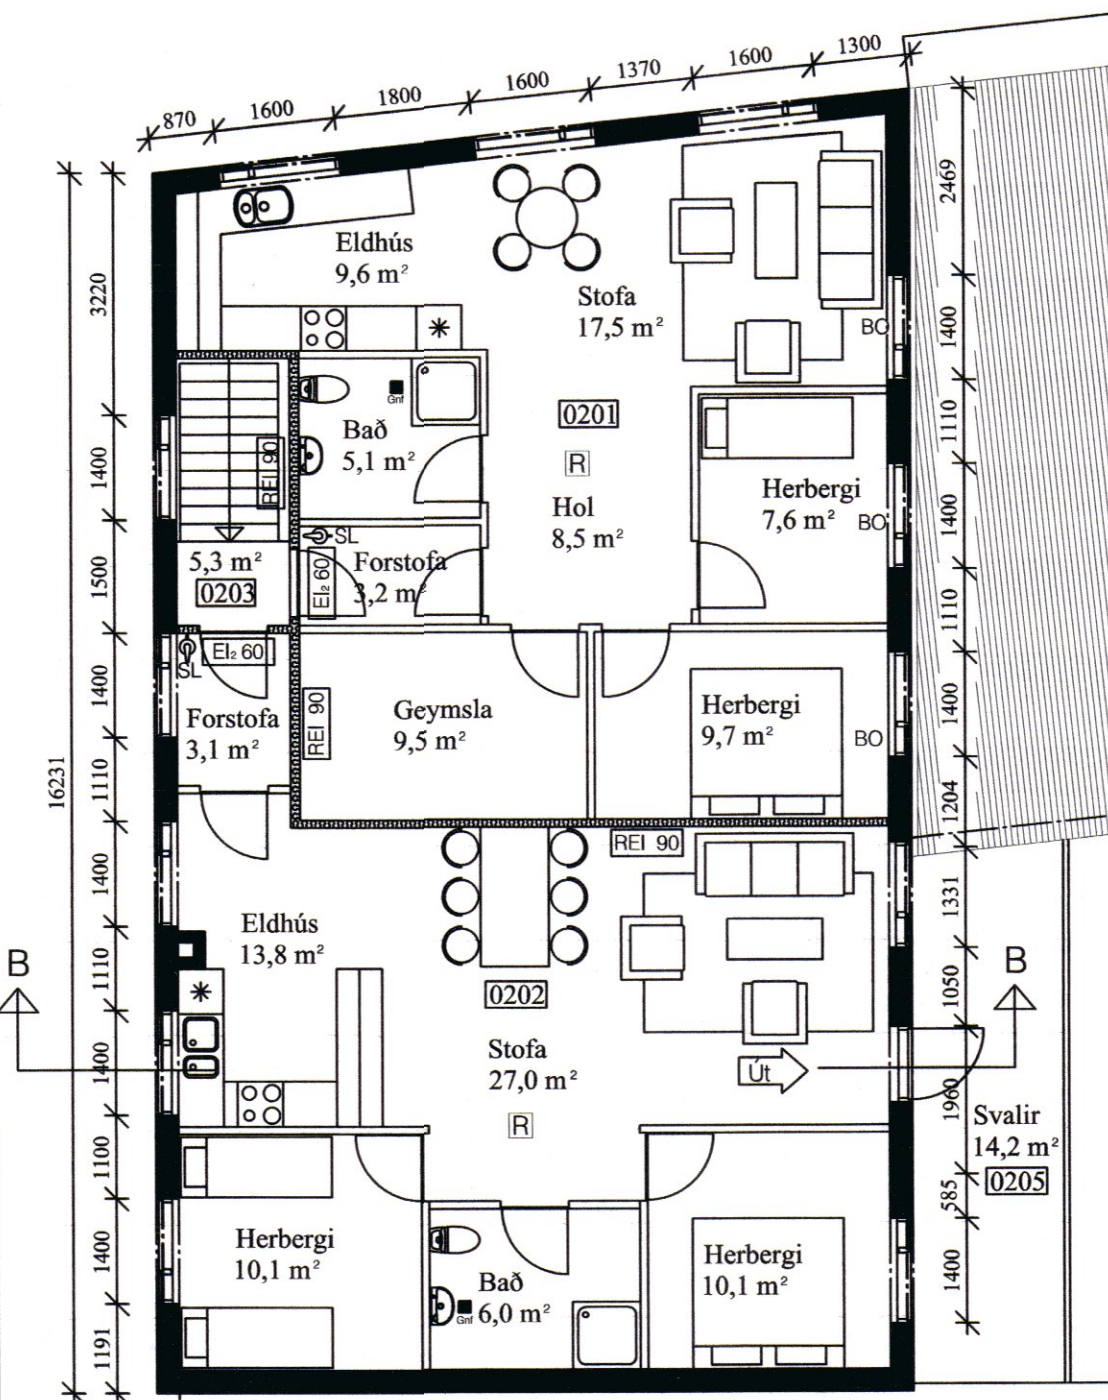 870
1600
1800
1600
1370
1600
1300
16231
3220
1400
1500
1400
1110
1400
1110
1400
1100
1400
1191
2469
1400
1110
1400
1110
1400
1204
1331
1050
1960
585
1400
Eldhús
9,6 m²
Stofa
17,5 m²
BO
0201
R
Hol
8,5 m²
Bað
5,1 m²
Gnf
REI 90
SL
Forstofa
3,2 m²
EI₂ 60
5,3 m²
0203
Herbergi
7,6 m²
BO
EI₂ 60
SL
Forstofa
3,1 m²
REI 90
Geymsla
9,5 m²
Herbergi
9,7 m²
BO
REI 90
Eldhús
13,8 m²
0202
Stofa
27,0 m²
R
Út
B
B
Svalir
14,2 m²
0205
Herbergi
10,1 m²
Bað
6,0 m²
Gnf
Herbergi
10,1 m²